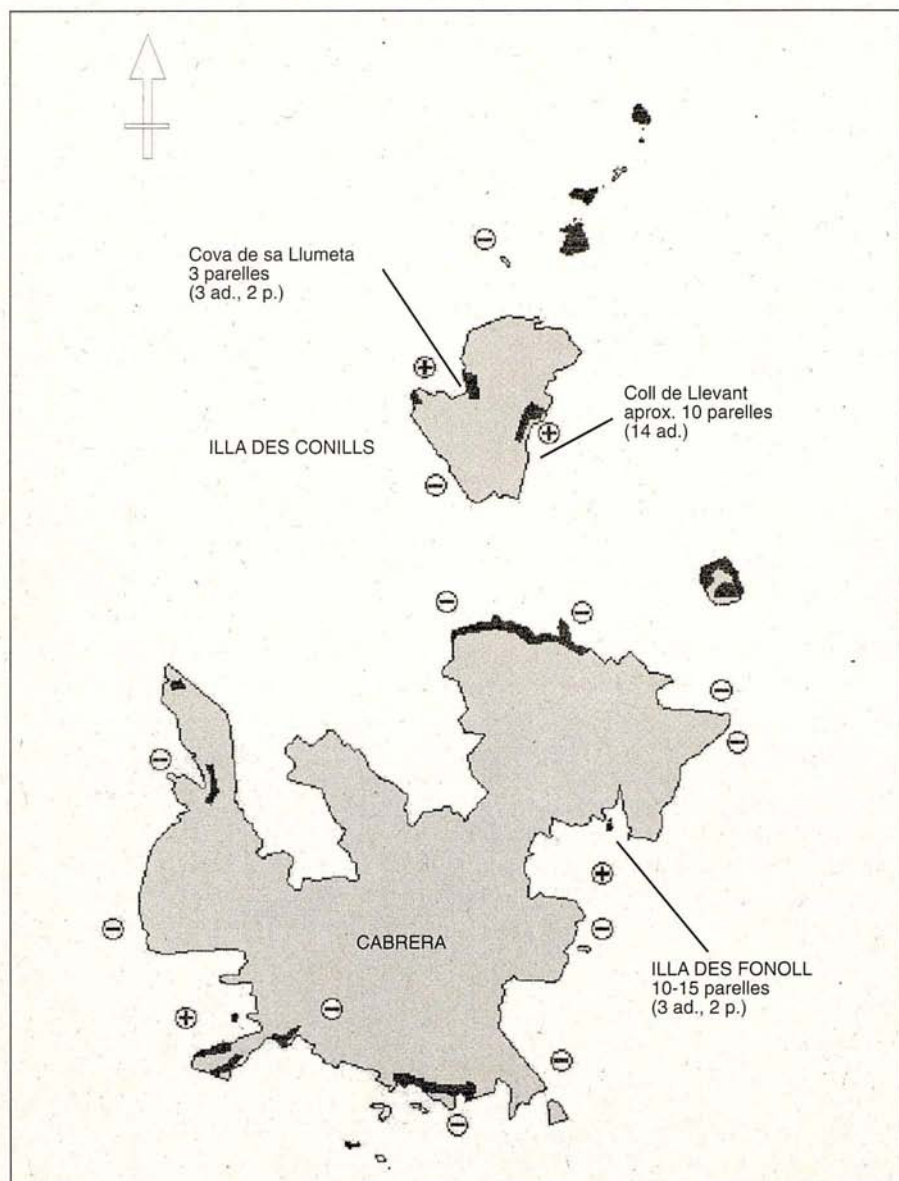 Cova de sa Llumeta
3 parelles
(3 ad., 2 p.)
Coll de Llevant
aprox. 10 parelles
(14 ad.)
ILLA DES CONILLS
CABRERA
ILLA DES FONOLL
10-15 parelles
(3 ad., 2 p.)